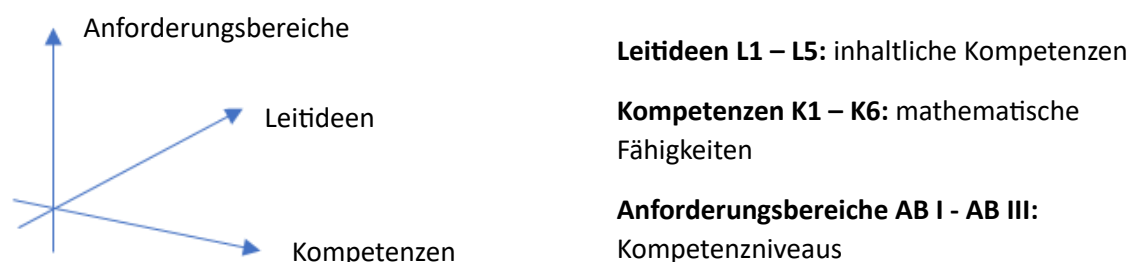 Anforderungsbereiche
Leitideen
Kompetenzen
Leitideen L1 – L5: inhaltliche Kompetenzen
Kompetenzen K1 – K6: mathematische
Fähigkeiten
Anforderungsbereiche AB I - AB III:
Kompetenzniveaus